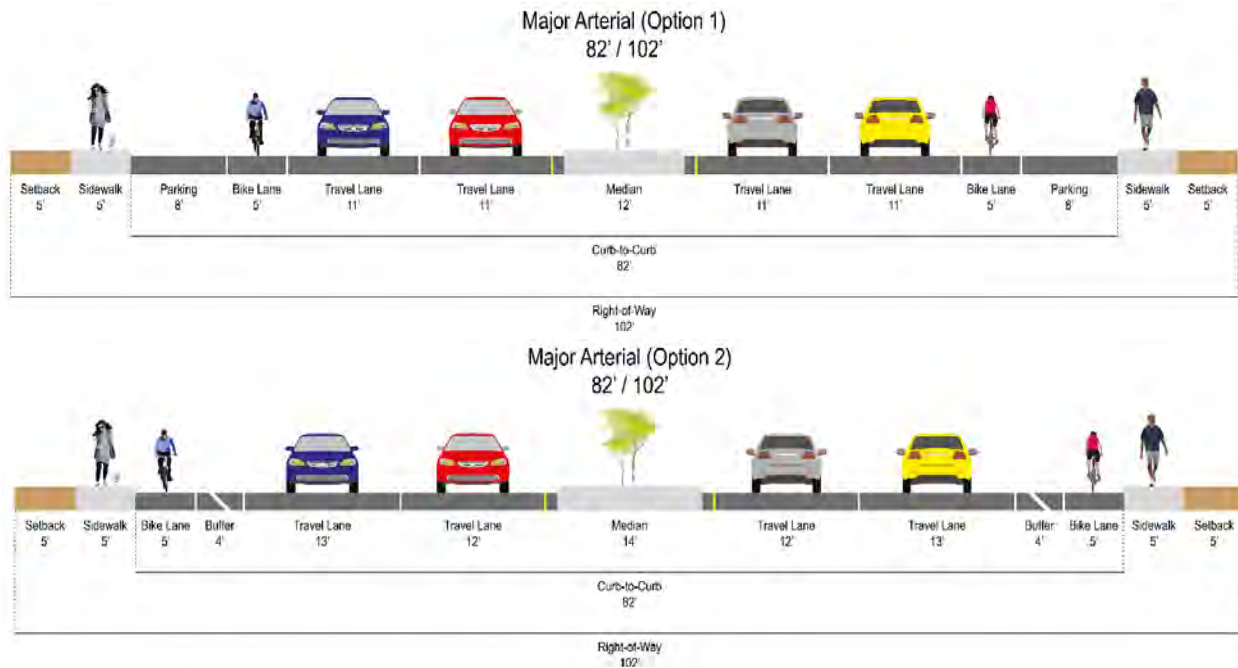 Major Arterial (Option 1)
82' / 102'
Setback Sidewalk Parking Bike Lane Travel Lane Travel Lane Median Travel Lane Travel Lane Bike Lane Parking Sidewalk Setback
5' 5' 8' 5' 11' 11' 12' 11' 11' 5' 8' 5' 5'
Curb-to-Curb
82'
Right-of-Way
102'
Major Arterial (Option 2)
82' / 102'
Setback Sidewalk Bike Lane Buffer Travel Lane Travel Lane Median Travel Lane Travel Lane Buffer Bike Lane Sidewalk Setback
5' 5' 5' 4' 13' 12' 14' 12' 13' 4' 5' 5' 5'
Curb-to-Curb
82'
Right-of-Way
102'